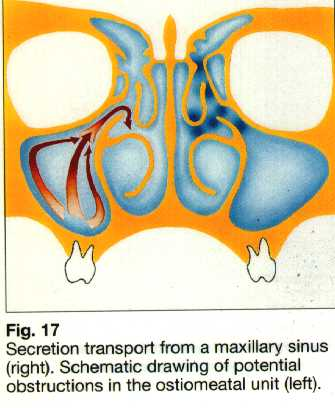 Fig. 17
Secretion transport from a maxillary sinus
(right). Schematic drawing of potential
obstructions in the ostiomeatal unit (left).